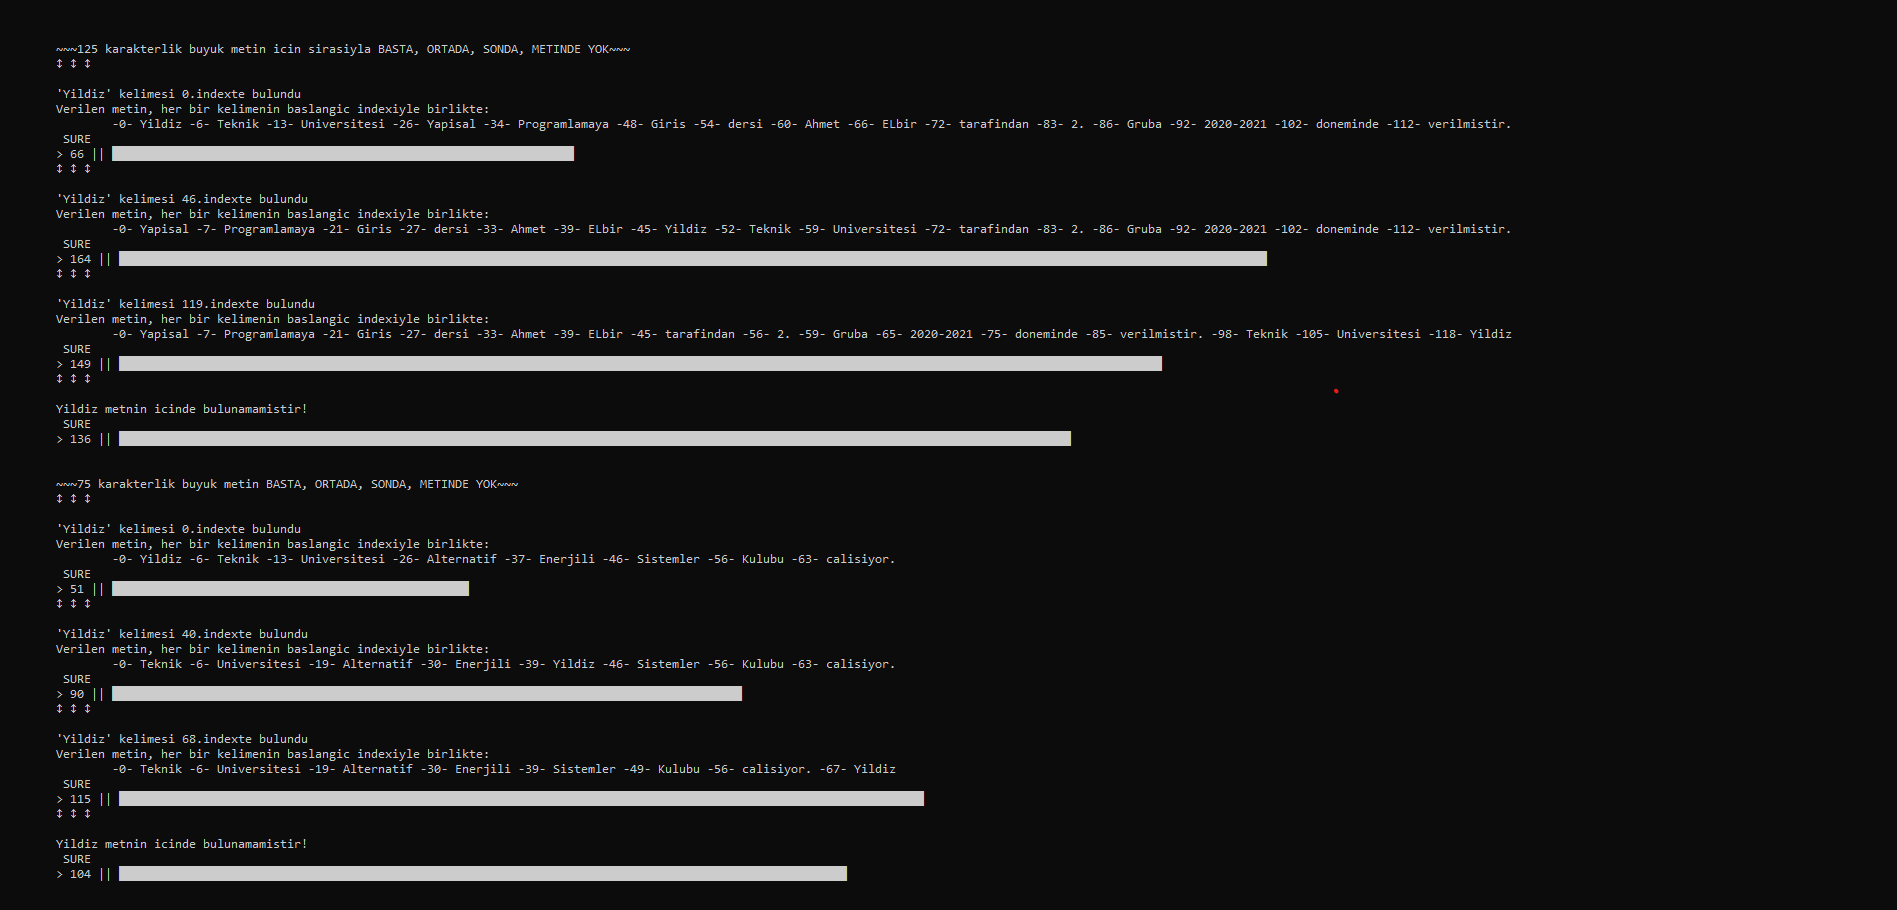 ~~~125 karakterlik buyuk metin icin sirasiyla BASTA, ORTADA, SONDA, METINDE YOK~~~
↕ ↕ ↕
'Yildiz' kelimesi 0.indexte bulundu
Verilen metin, her bir kelimenin baslangic indexiyle birlikte:
-0- Yildiz -6- Teknik -13- Universitesi -26- Yapisal -34- Programlamaya -48- Giris -54- dersi -60- Ahmet -66- ELbir -72- tarafindan -83- 2. -86- Gruba -92- 2020-2021 -102- doneminde -112- verilmistir.
SURE
> 66 ||
↕ ↕ ↕
'Yildiz' kelimesi 46.indexte bulundu
Verilen metin, her bir kelimenin baslangic indexiyle birlikte:
-0- Yapisal -7- Programlamaya -21- Giris -27- dersi -33- Ahmet -39- ELbir -45- Yildiz -52- Teknik -59- Universitesi -72- tarafindan -83- 2. -86- Gruba -92- 2020-2021 -102- doneminde -112- verilmistir.
SURE
> 164 ||
↕ ↕ ↕
'Yildiz' kelimesi 119.indexte bulundu
Verilen metin, her bir kelimenin baslangic indexiyle birlikte:
-0- Yapisal -7- Programlamaya -21- Giris -27- dersi -33- Ahmet -39- ELbir -45- tarafindan -56- 2. -59- Gruba -65- 2020-2021 -75- doneminde -85- verilmistir. -98- Teknik -105- Universitesi -118- Yildiz
SURE
> 149 ||
↕ ↕ ↕
Yildiz metnin icinde bulunamamistir!
SURE
> 136 ||
~~~75 karakterlik buyuk metin BASTA, ORTADA, SONDA, METINDE YOK~~~
↕ ↕ ↕
'Yildiz' kelimesi 0.indexte bulundu
Verilen metin, her bir kelimenin baslangic indexiyle birlikte:
-0- Yildiz -6- Teknik -13- Universitesi -26- Alternatif -37- Enerjili -46- Sistemler -56- Kulubu -63- calisiyor.
SURE
> 51 ||
↕ ↕ ↕
'Yildiz' kelimesi 40.indexte bulundu
Verilen metin, her bir kelimenin baslangic indexiyle birlikte:
-0- Teknik -6- Universitesi -19- Alternatif -30- Enerjili -39- Yildiz -46- Sistemler -56- Kulubu -63- calisiyor.
SURE
> 90 ||
↕ ↕ ↕
'Yildiz' kelimesi 68.indexte bulundu
Verilen metin, her bir kelimenin baslangic indexiyle birlikte:
-0- Teknik -6- Universitesi -19- Alternatif -30- Enerjili -39- Sistemler -49- Kulubu -56- calisiyor. -67- Yildiz
SURE
> 115 ||
↕ ↕ ↕
Yildiz metnin icinde bulunamamistir!
SURE
> 104 ||